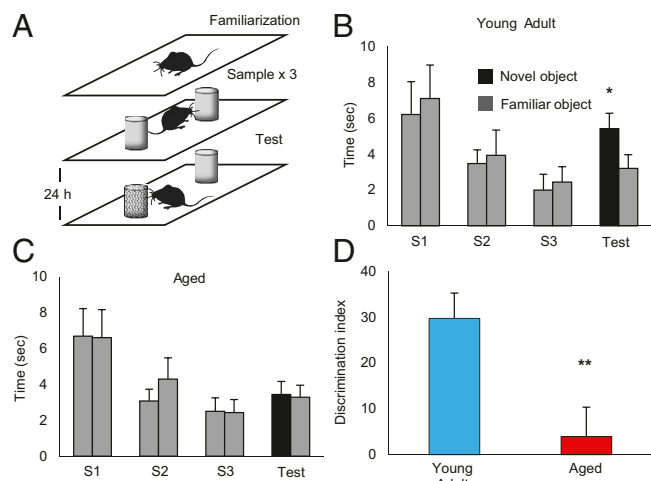 A
Familiarization
Sample x 3
Test
24 h
B
Young Adult
Novel object
Familiar object
*
Time (sec)
10
8
6
4
2
0
S1 S2 S3 Test
C
Aged
Time (sec)
10
8
6
4
2
0
S1 S2 S3 Test
D
Discrimination index
40
30
20
10
0
**
Young Aged